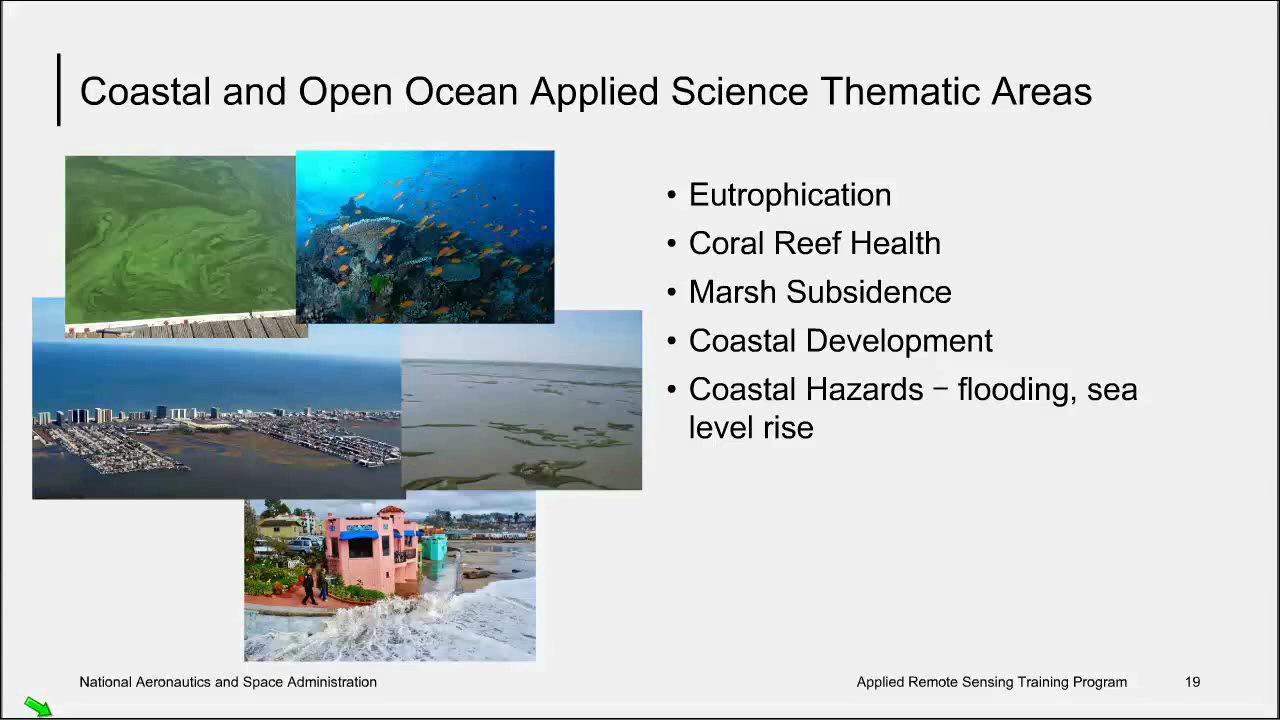 Coastal and Open Ocean Applied Science Thematic Areas
• Eutrophication
• Coral Reef Health
• Marsh Subsidence
• Coastal Development
• Coastal Hazards − flooding, sea
level rise
National Aeronautics and Space Administration
Applied Remote Sensing Training Program
19